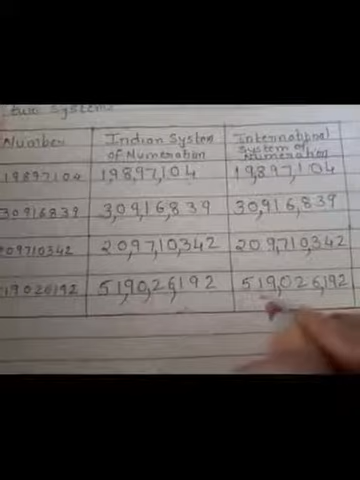 two systems
Number Indian System of Numeration International System of Numeration
19897104 1,98,97,104 19,897,104
30916839 3,09,16,839 30,916,839
209710342 20,97,10,342 209,710,342
519026192 51,90,26,192 519,026,192